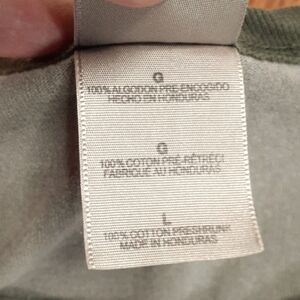 G
100% ALGODON PRE-ENCOGIDO
HECHO EN HONDURAS
G
100% COTON PRÉ-RÉTRÉCI
FABRIQUÉ AU HONDURAS
L
100% COTTON PRESHRUNK
MADE IN HONDURAS